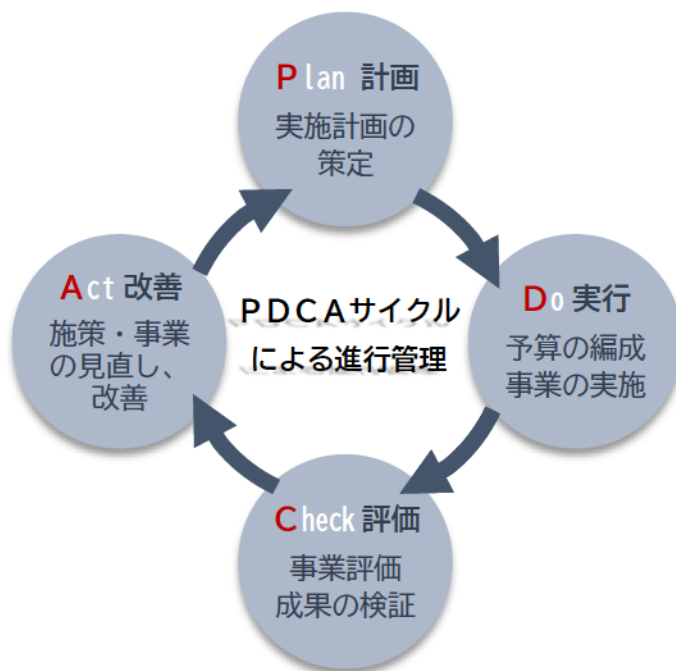 Plan 計画
実施計画の
策定
Act 改善
施策・事業
の見直し、
改善
PDCAサイクル
による進行管理
Do 実行
予算の編成
事業の実施
Check 評価
事業評価
成果の検証